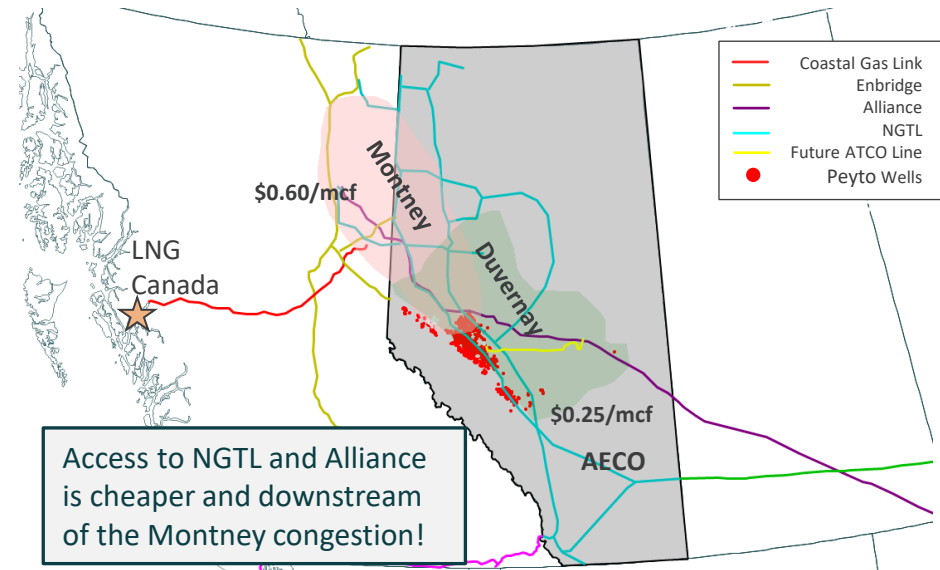 Coastal Gas Link
Enbridge
Alliance
NGTL
Future ATCO Line
Peyto Wells
Montney
$0.60/mcf
Duvernay
LNG
Canada
$0.25/mcf
AECO
Access to NGTL and Alliance
is cheaper and downstream
of the Montney congestion!